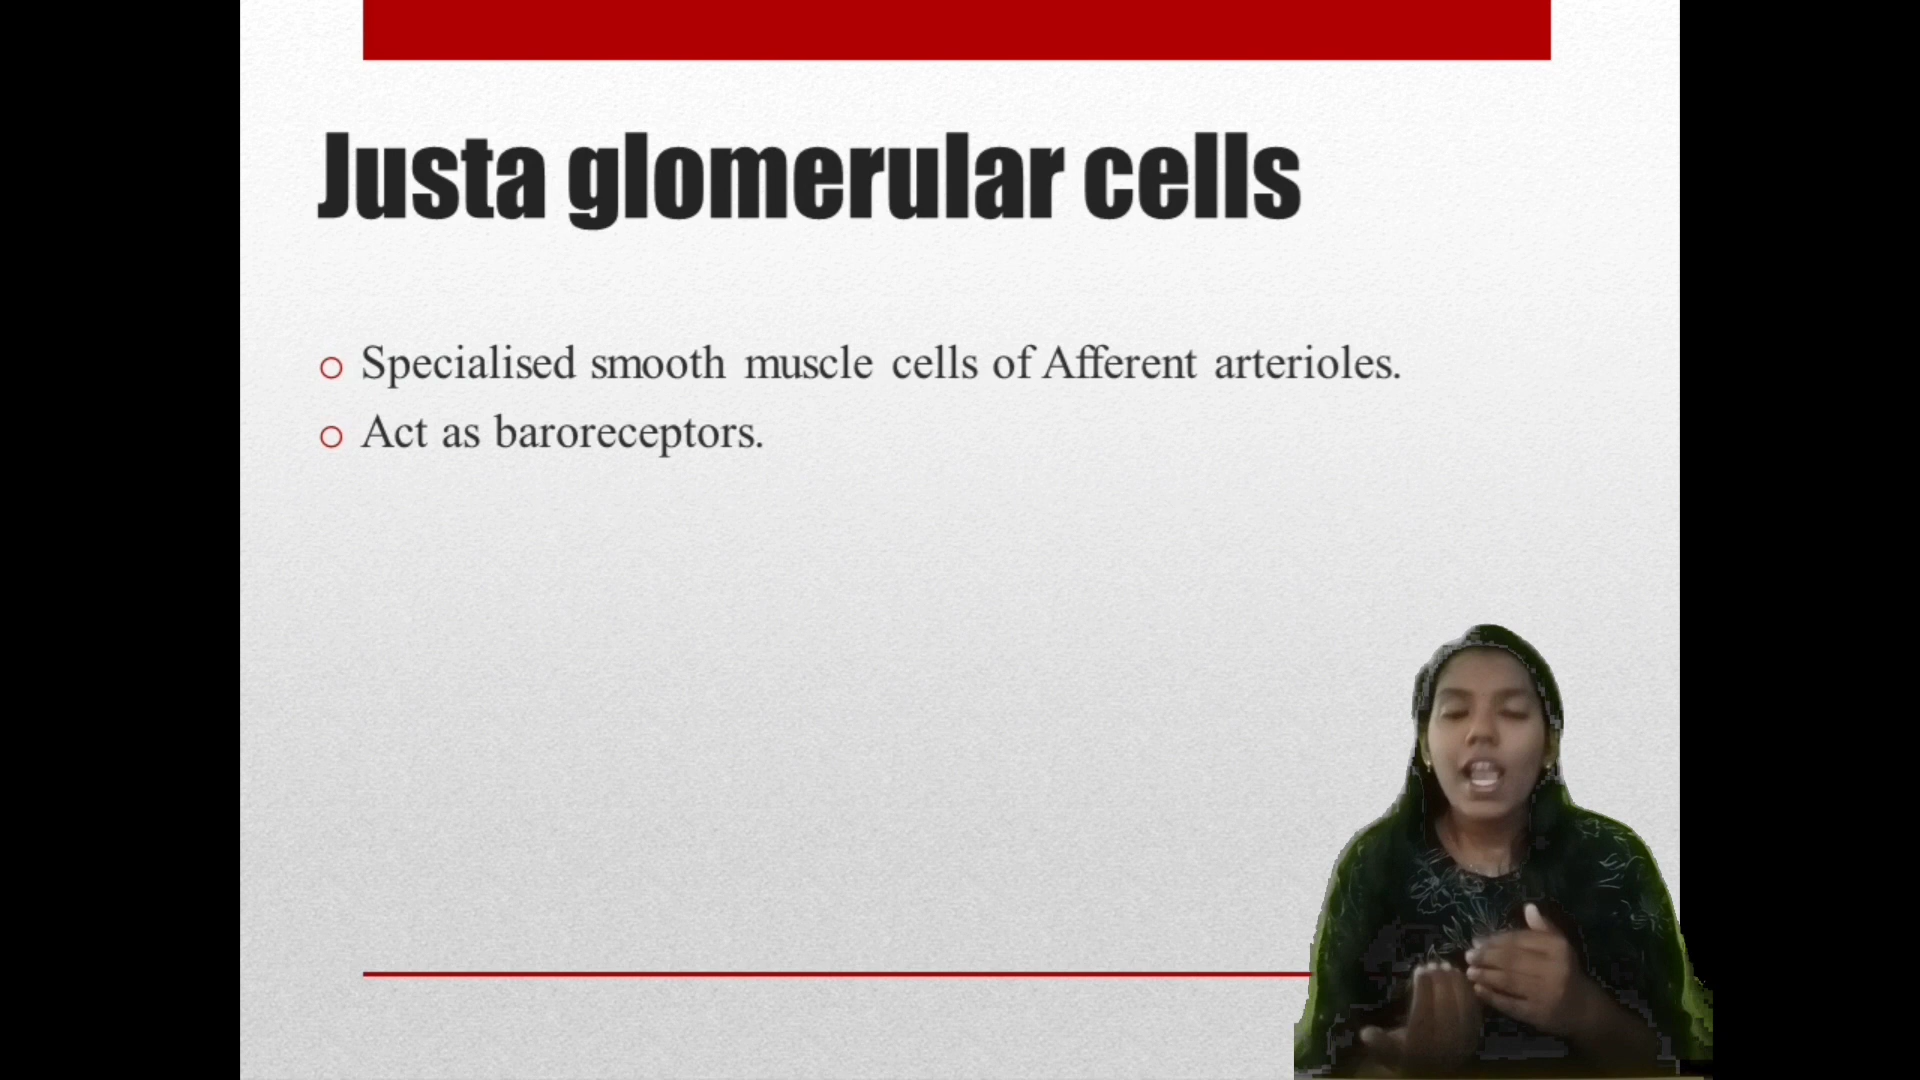 Justa glomerular cells
Specialised smooth muscle cells of Afferent arterioles.
Act as baroreceptors.